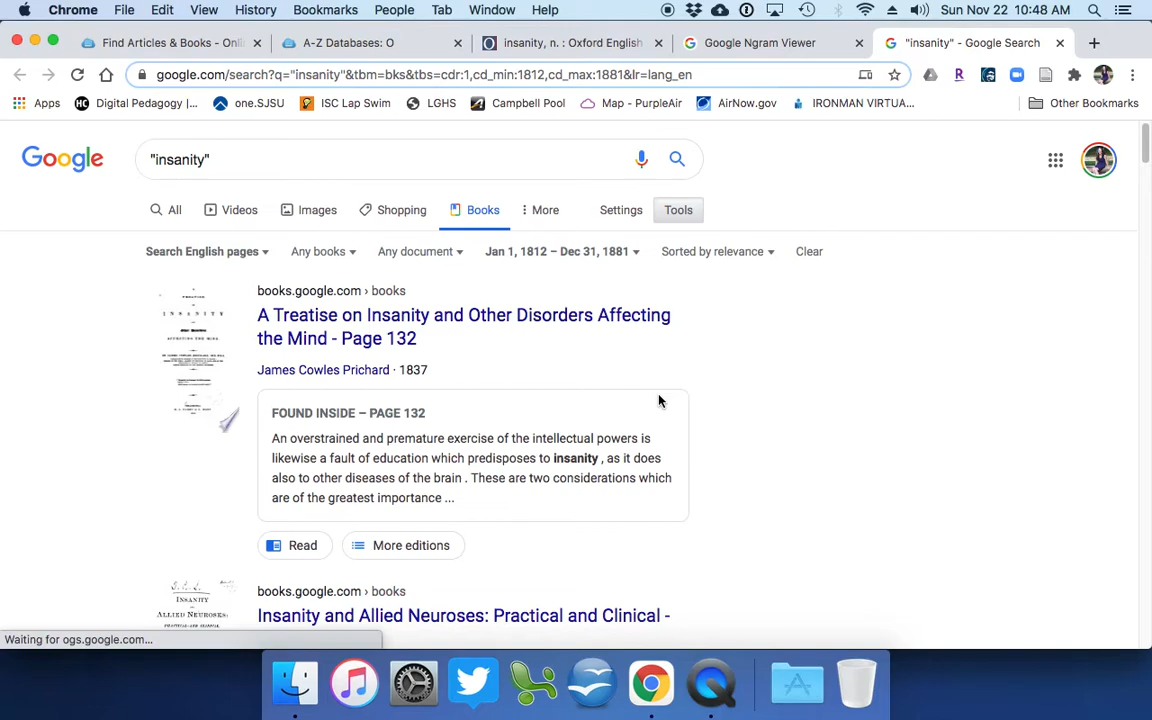 Chrome File Edit View History Bookmarks People Tab Window Help Sun Nov 22 10:48 AM
Find Articles & Books - Onli
A-Z Databases: O
insanity, n. : Oxford English
Google Ngram Viewer
"insanity" - Google Search
google.com/search?q="insanity"&tbm=bks&tbs=cdr:1,cd_min:1812,cd_max:1881&lr=lang_en
Apps HC Digital Pedagogy |... one.SJSU ISC Lap Swim LGHS Campbell Pool Map - PurpleAir AirNow.gov IRONMAN VIRTUA... Other Bookmarks
Google
"insanity"
All Videos Images Shopping Books More Settings Tools
Search English pages Any books Any document Jan 1, 1812 – Dec 31, 1881 Sorted by relevance Clear
books.google.com › books
A Treatise on Insanity and Other Disorders Affecting
the Mind - Page 132
James Cowles Prichard · 1837
FOUND INSIDE – PAGE 132
An overstrained and premature exercise of the intellectual powers is
likewise a fault of education which predisposes to insanity , as it does
also to other diseases of the brain . These are two considerations which
are of the greatest importance ...
Read More editions
books.google.com › books
Insanity and Allied Neuroses: Practical and Clinical -
INSANITY
INSANITY
ALLIED NEUROSES:
Waiting for ogs.google.com...